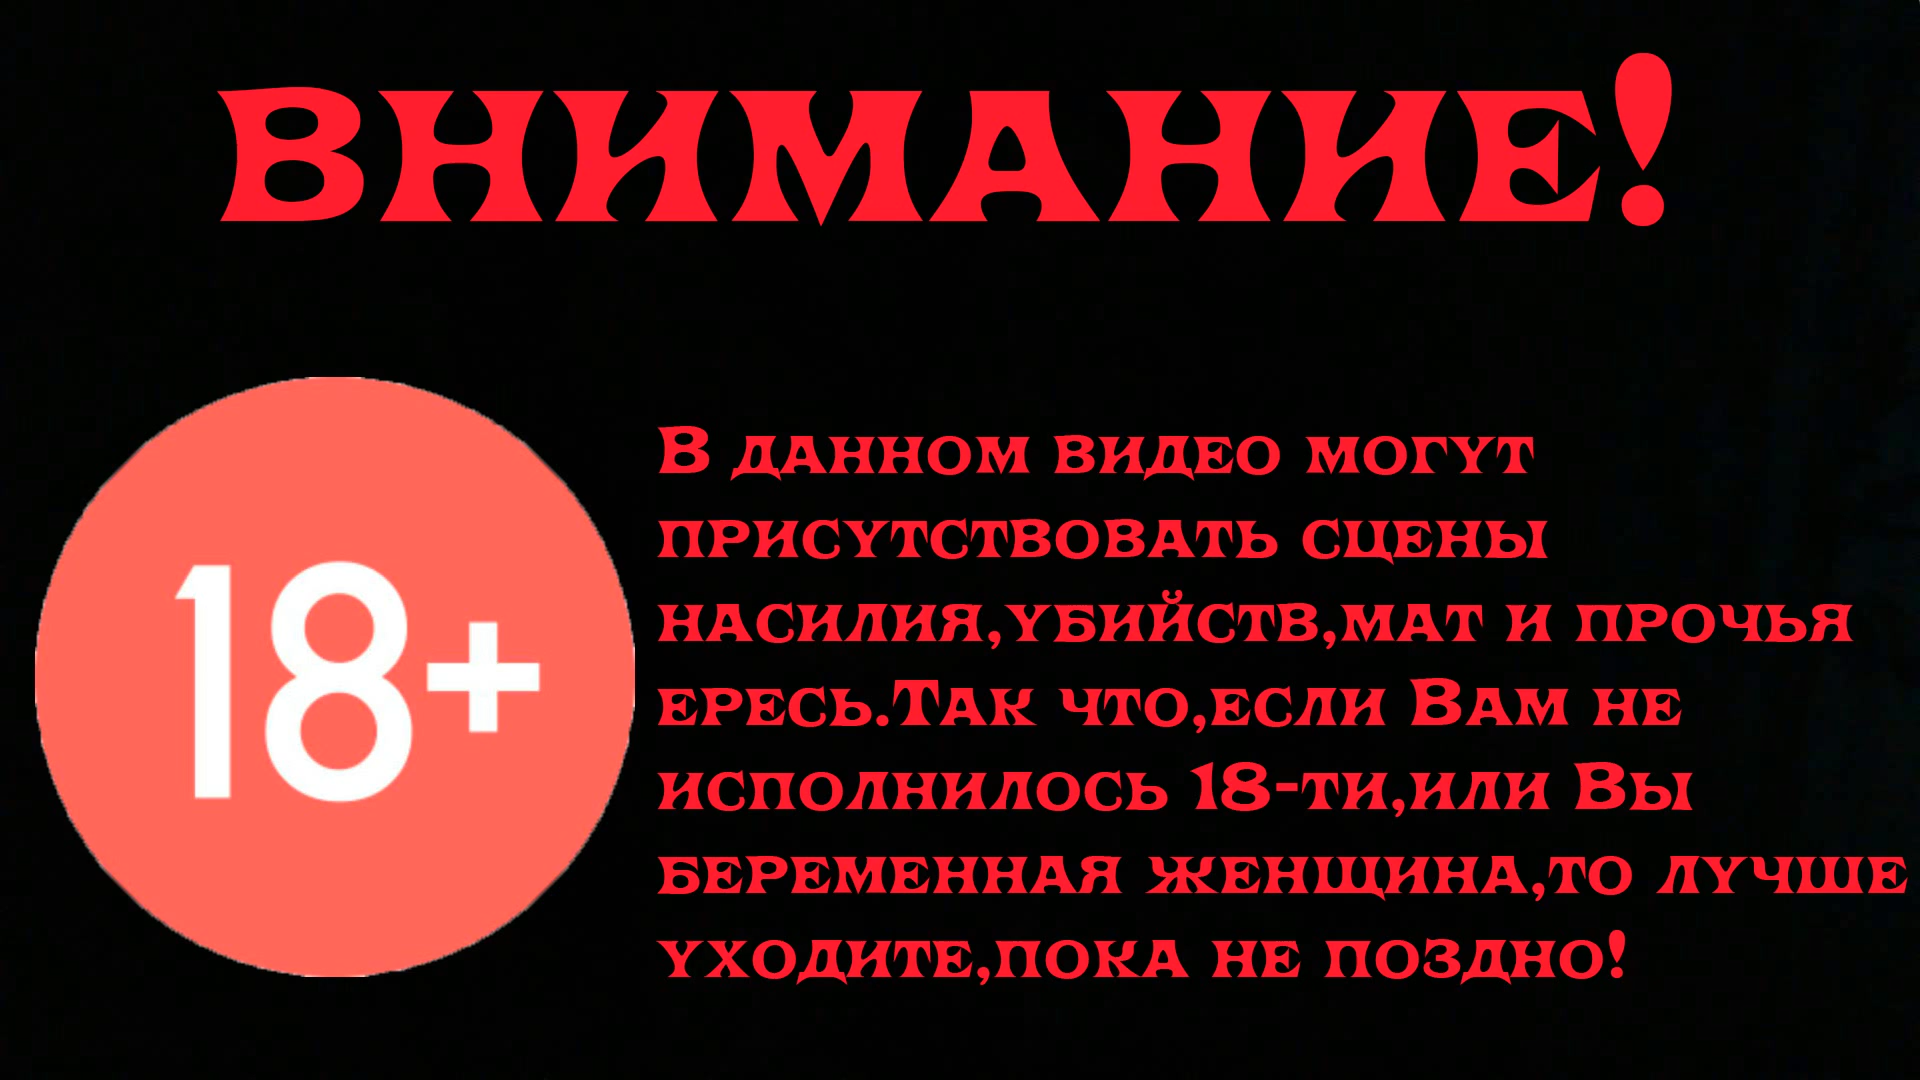 ВНИМАНИЕ!
18+
В данном видео могут
присутствовать сцены
насилия,убийств,мат и прочья
ересь.Так что,если Вам не
исполнилось 18-ти,или Вы
беременная женщина,то лучше
уходите,пока не поздно!